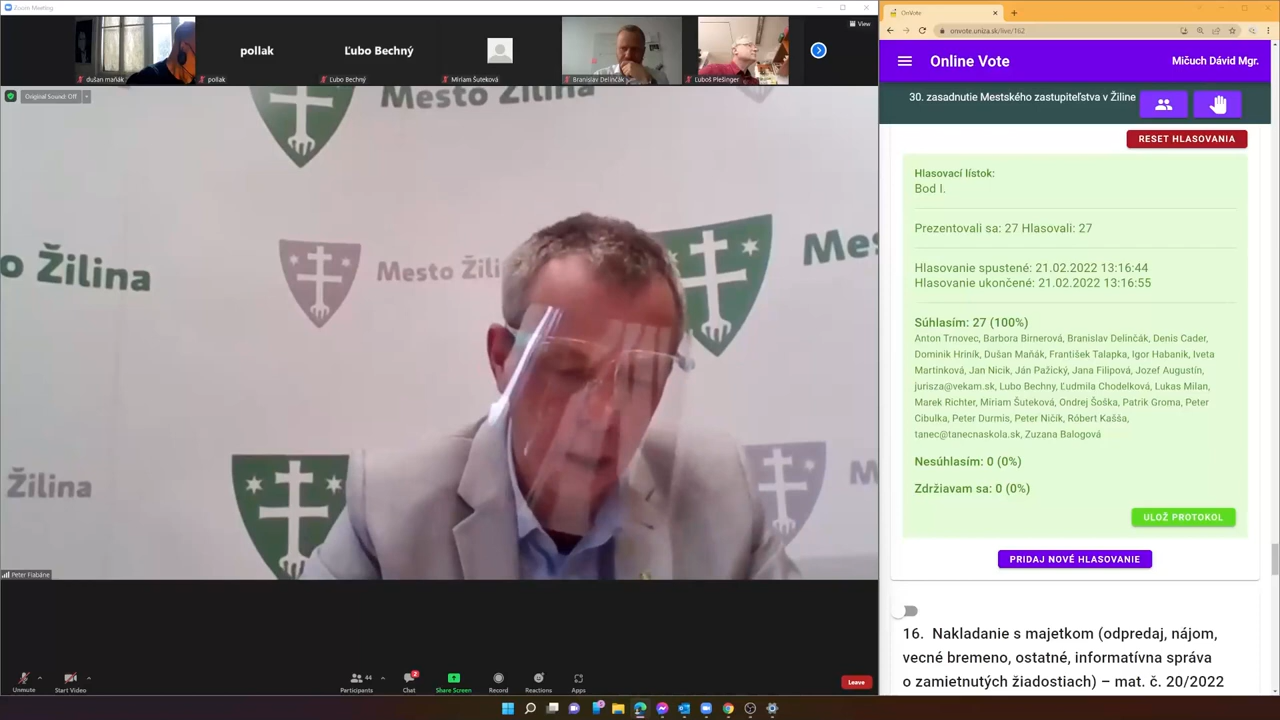 Zoom Meeting
View
dušan maňák
pollak
pollak
Ľubo Bechný
Ľubo Bechný
Miriam Šuteková
Branislav Delinčák
Ľuboš Plešinger
Original Sound: Off
Mesto Žilina
o Žilina
Mesto Žili
Mes
Žilina
M
Peter Fiabáne
Unmute
Start Video
Participants
44
Chat
2
Share Screen
Record
Reactions
Apps
Leave
OnVote
onvote.uniza.sk/live/162
Online Vote
Mičuch Dávid Mgr.
30. zasadnutie Mestského zastupiteľstva v Žiline
RESET HLASOVANIA
Hlasovací lístok:
Bod I.
Prezentovali sa: 27 Hlasovali: 27
Hlasovanie spustené: 21.02.2022 13:16:44
Hlasovanie ukončené: 21.02.2022 13:16:55
Súhlasím: 27 (100%)
Anton Trnovec, Barbora Birnerová, Branislav Delinčák, Denis Cader,
Dominik Hriník, Dušan Maňák, František Talapka, Igor Habaník, Iveta
Martinková, Jan Nicík, Ján Pažický, Jana Filipová, Jozef Augustín,
jurisza@vekam.sk, Lubo Bechny, Ľudmila Chodelková, Lukas Milan,
Marek Richter, Miriam Šuteková, Ondrej Šoška, Patrik Groma, Peter
Cibulka, Peter Durmis, Peter Ničík, Róbert Kašša,
tanec@tanecnaskola.sk, Zuzana Balogová
Nesúhlasím: 0 (0%)
Zdržiavam sa: 0 (0%)
ULOŽ PROTOKOL
PRIDAJ NOVÉ HLASOVANIE
16. Nakladanie s majetkom (odpredaj, nájom,
vecné bremeno, ostatné, informatívna správa
o zamietnutých žiadostiach) – mat. č. 20/2022